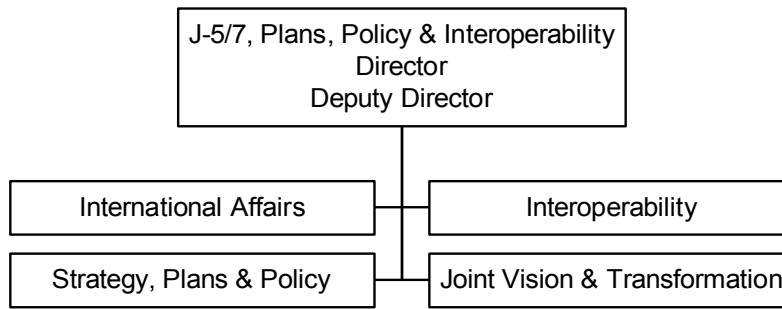 J-5/7, Plans, Policy & Interoperability
Director
Deputy Director
International Affairs
Interoperability
Strategy, Plans & Policy
Joint Vision & Transformation